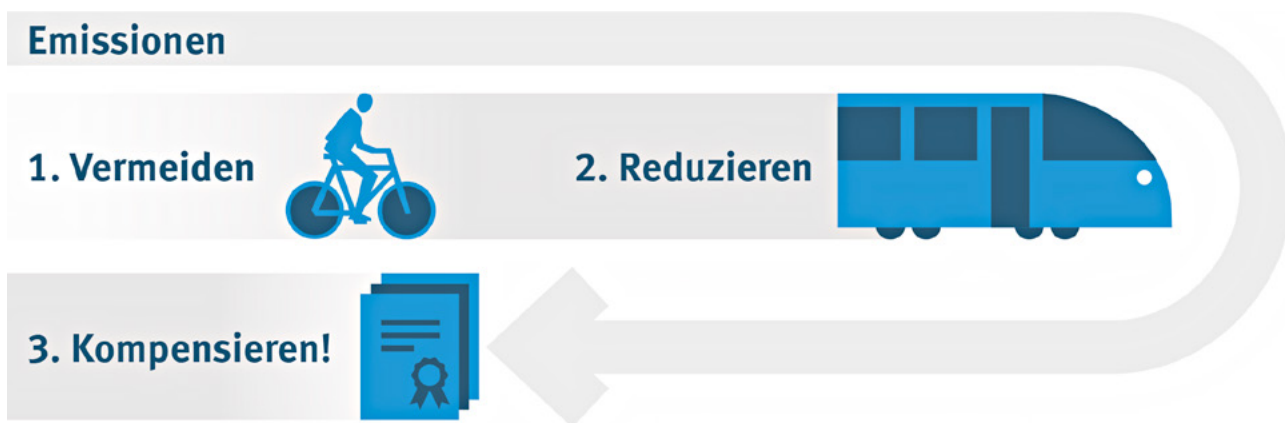 Emissionen
1. Vermeiden
2. Reduzieren
3. Kompensieren!